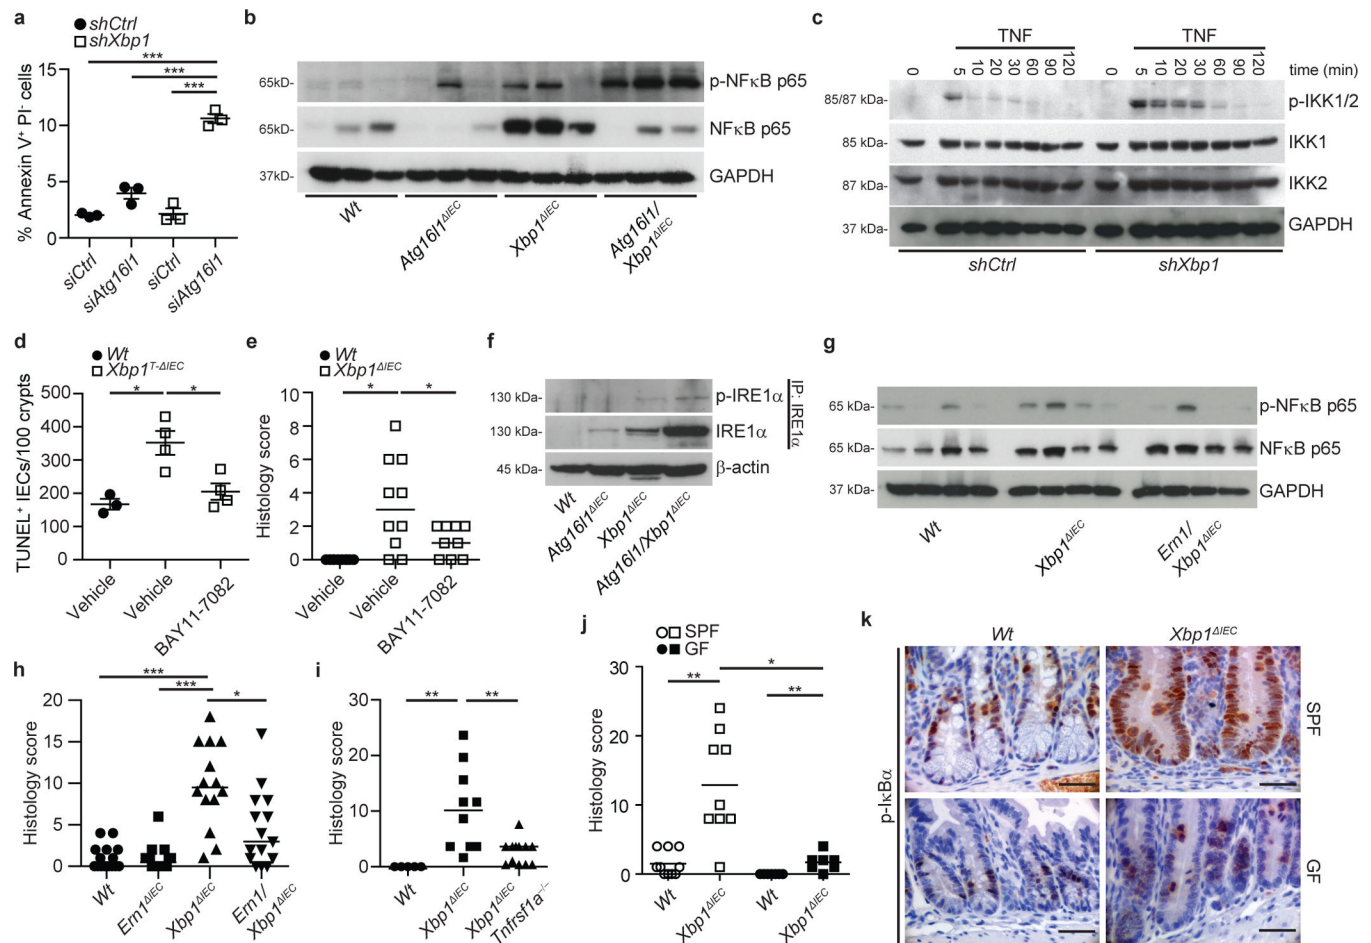 a
● shCtrl
□ shXbp1
***
***
***
% Annexin V⁺ PI⁻ cells
15
10
5
0
siCtrl
siAtg16l1
siCtrl
siAtg16l1
b
65kD-
p-NFκB p65
65kD-
NFκB p65
37kD-
GAPDH
Wt
Atg16l1ΔIEC
Xbp1ΔIEC
Atg16l1/
Xbp1ΔIEC
c
TNF
TNF
0 5 10 20 30 60 90 120 0 5 10 20 30 60 90 120 time (min)
85/87 kDa-
p-IKK1/2
85 kDa-
IKK1
87 kDa-
IKK2
37 kDa-
GAPDH
shCtrl
shXbp1
d
● Wt
□ Xbp1T-ΔIEC
* *
TUNEL⁺ IECs/100 crypts
500
400
300
200
100
0
Vehicle
Vehicle
BAY11-7082
e
● Wt
□ Xbp1ΔIEC
* *
Histology score
10
8
6
4
2
0
Vehicle
Vehicle
BAY11-7082
f
130 kDa-
p-IRE1α
130 kDa-
IRE1α
IP: IRE1α
45 kDa-
β-actin
Wt
Atg16l1ΔIEC
Xbp1ΔIEC
Atg16l1/Xbp1ΔIEC
g
65 kDa-
p-NFκB p65
65 kDa-
NFκB p65
37 kDa-
GAPDH
Wt
Xbp1ΔIEC
Ern1/
Xbp1ΔIEC
h
***
***
*
Histology score
20
15
10
5
0
Wt
Ern1ΔIEC
Xbp1ΔIEC
Ern1/
Xbp1ΔIEC
i
** **
Histology score
30
20
10
0
Wt
Xbp1ΔIEC
Xbp1ΔIEC
Tnfrsf1a−/−
j
○□ SPF
●■ GF
*
**
**
Histology score
30
20
10
0
Wt
Xbp1ΔIEC
Wt
Xbp1ΔIEC
k
Wt
Xbp1ΔIEC
p-IκBα
SPF
GF